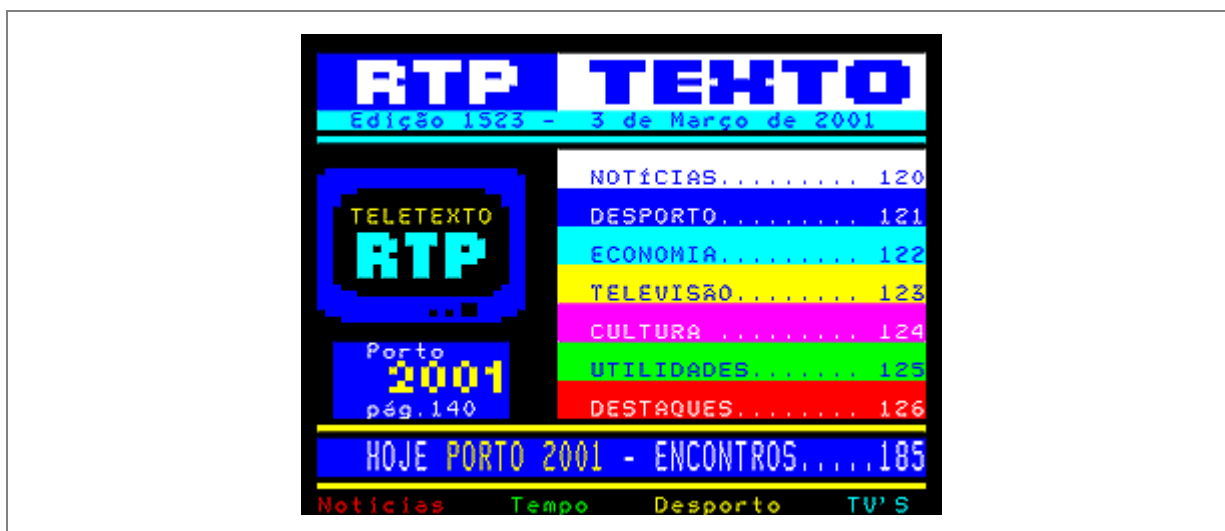 RTP TEXTO
Edição 1523 - 3 de Março de 2001
NOTíCIAS......... 120
TELETEXTO
RTP
DESPORTO......... 121
ECONOMIA......... 122
TELEVISÃO........ 123
CULTURA ......... 124
UTILIDADES....... 125
DESTAQUES........ 126
Porto
2001
pág.140
HOJE PORTO 2001 - ENCONTROS.....185
Notícias Tempo Desporto TV'S